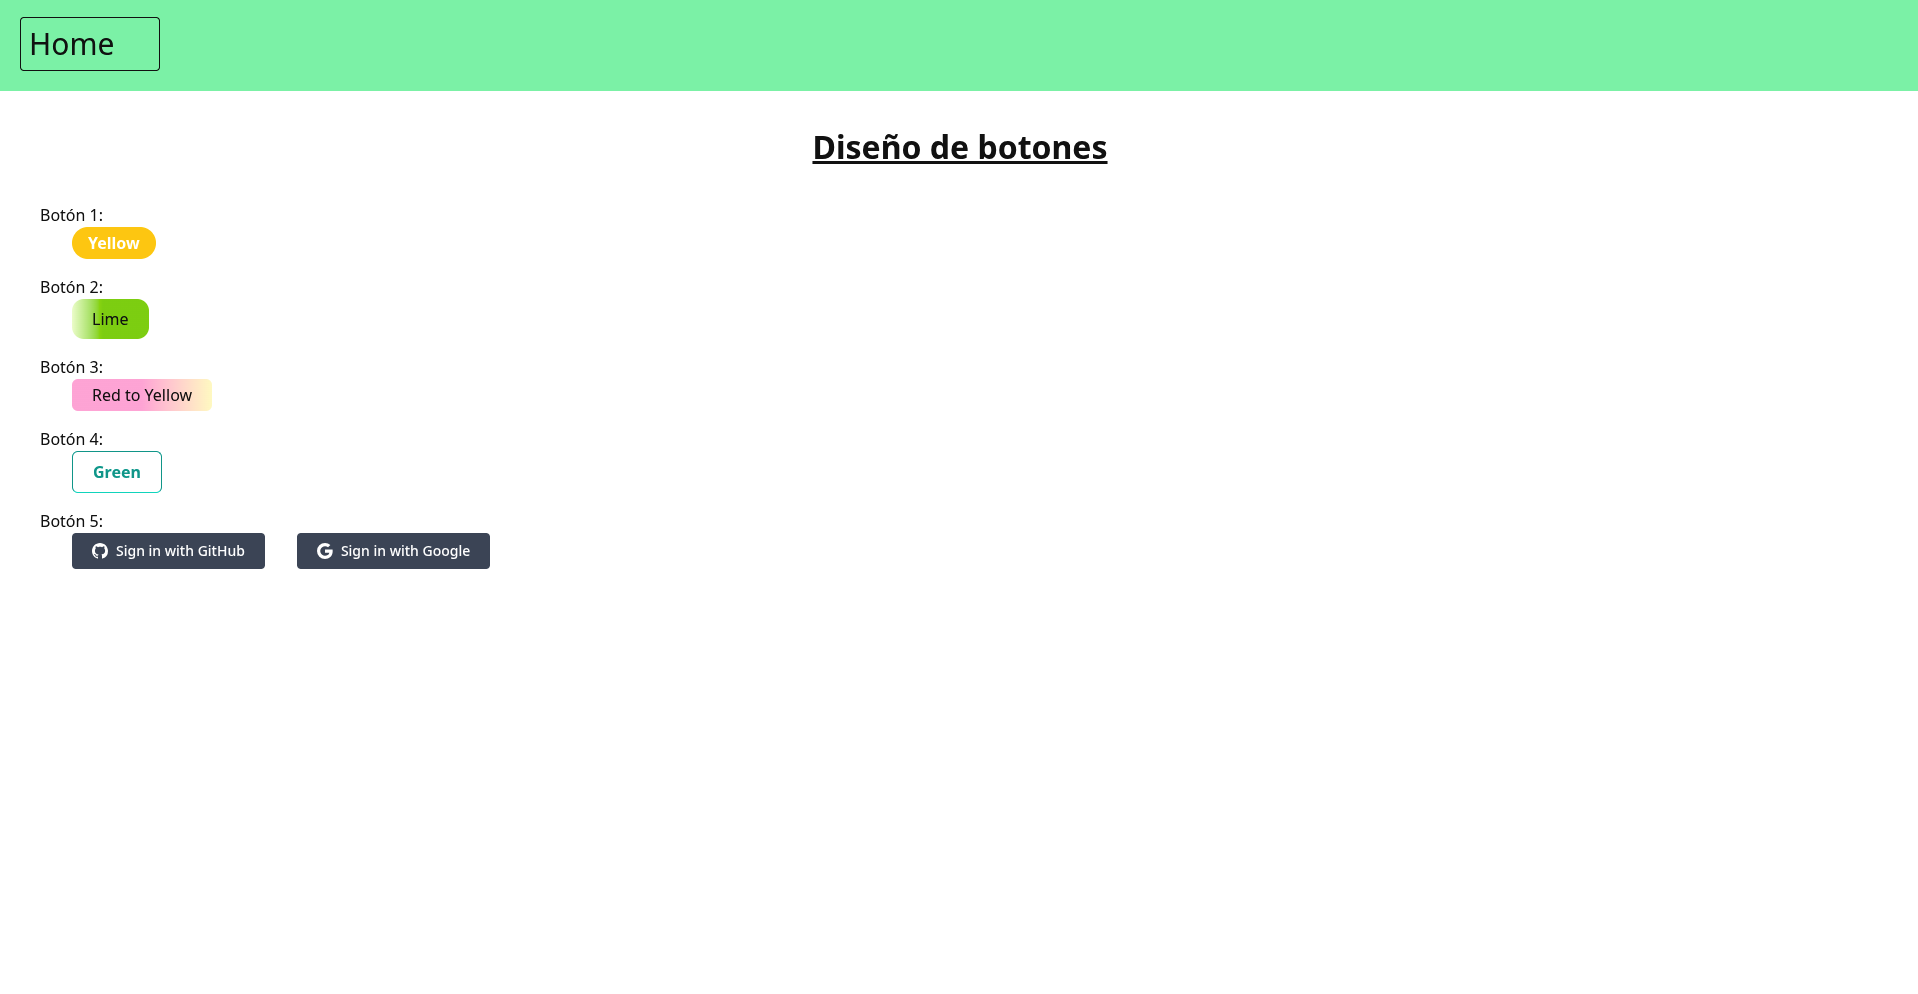 Home
Diseño de botones
Botón 1:
Yellow
Botón 2:
Lime
Botón 3:
Red to Yellow
Botón 4:
Green
Botón 5:
Sign in with GitHub Sign in with Google